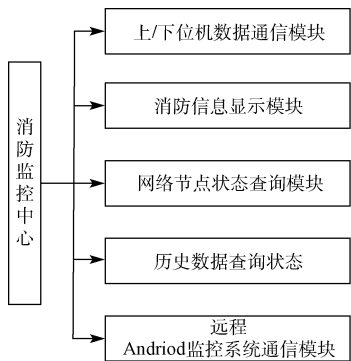 上/下位机数据通信模块
消防信息显示模块
消防监控中心
网络节点状态查询模块
历史数据查询状态
远程
Andriod监控系统通信模块